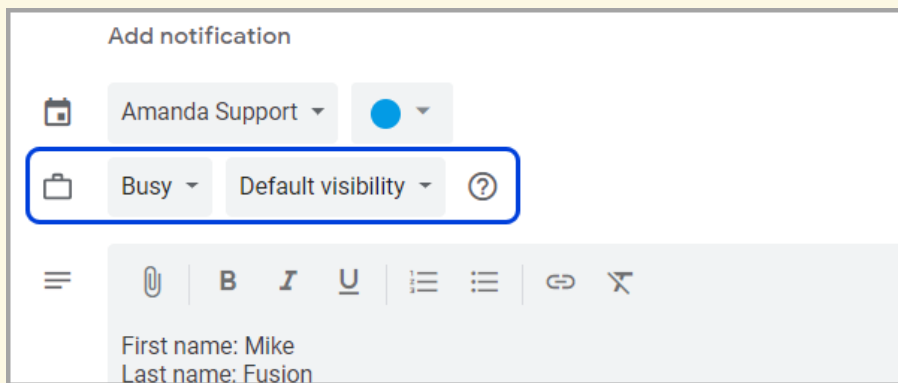 Add notification
Amanda Support
Busy Default visibility
B I U
First name: Mike
Last name: Fusion